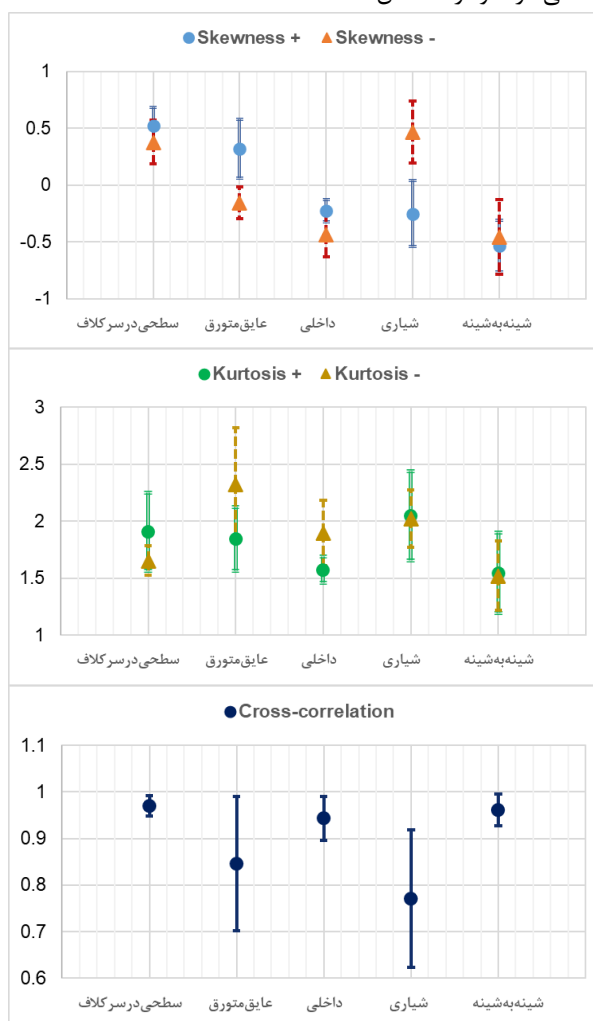 Skewness + Skewness -
1
0.5
0
-0.5
-1
سطحی‌درسرکلاف عایق‌متورق داخلی شیاری شینه‌به‌شینه
Kurtosis + Kurtosis -
3
2.5
2
1.5
1
سطحی‌درسرکلاف عایق‌متورق داخلی شیاری شینه‌به‌شینه
Cross-correlation
1.1
1
0.9
0.8
0.7
0.6
سطحی‌درسرکلاف عایق‌متورق داخلی شیاری شینه‌به‌شینه